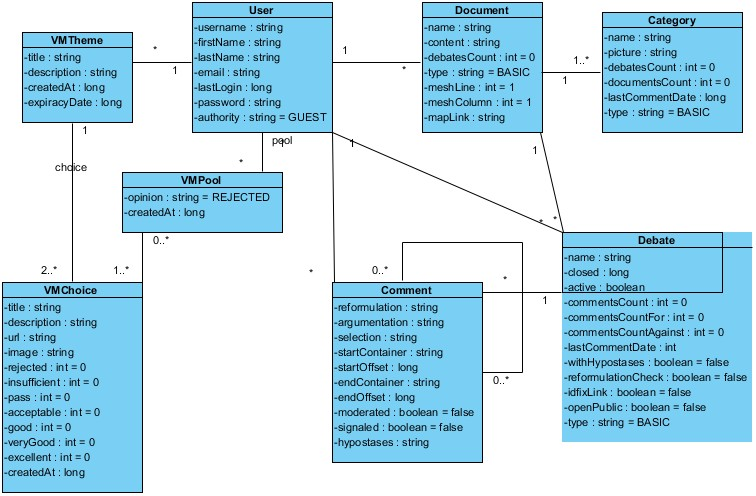 VMTheme
-title : string
-description : string
-createdAt : long
-expiracyDate : long
*
1
User
-username : string
-firstName : string
-lastName : string
-email : string
-lastLogin : long
-password : string
-authority : string = GUEST
1
*
Document
-name : string
-content : string
-debatesCount : int = 0
-type : string = BASIC
-meshLine : int = 1
-meshColumn : int = 1
-mapLink : string
1..*
1
Category
-name : string
-picture : string
-debatesCount : int = 0
-documentsCount : int = 0
-lastCommentDate : long
-type : string = BASIC
1
choice
2..*
pool
1
*
1
1
*
*
*
VMPool
-opinion : string = REJECTED
-createdAt : long
0..*
1..*
VMChoice
-title : string
-description : string
-url : string
-image : string
-rejected : int = 0
-insufficient : int = 0
-pass : int = 0
-acceptable : int = 0
-good : int = 0
-veryGood : int = 0
-excellent : int = 0
-createdAt : long
0..*
Comment
-reformulation : string
-argumentation : string
-selection : string
-startContainer : string
-startOffset : long
-endContainer : string
-endOffset : long
-moderated : boolean = false
-signaled : boolean = false
-hypostases : string
*
1
0..*
Debate
-name : string
-closed : long
-active : boolean
-commentsCount : int = 0
-commentsCountFor : int = 0
-commentsCountAgainst : int = 0
-lastCommentDate : int
-withHypostases : boolean = false
-reformulationCheck : boolean = false
-idfixLink : boolean = false
-openPublic : boolean = false
-type : string = BASIC